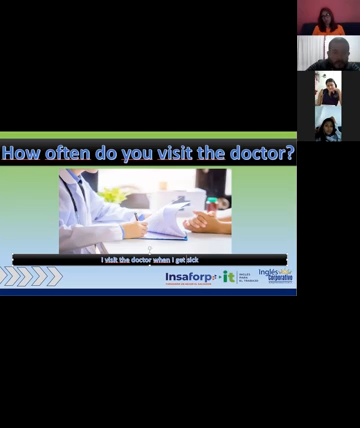 How often do you visit the doctor?
I visit the doctor when I get sick
Insaforp
it
Inglés
corporativo